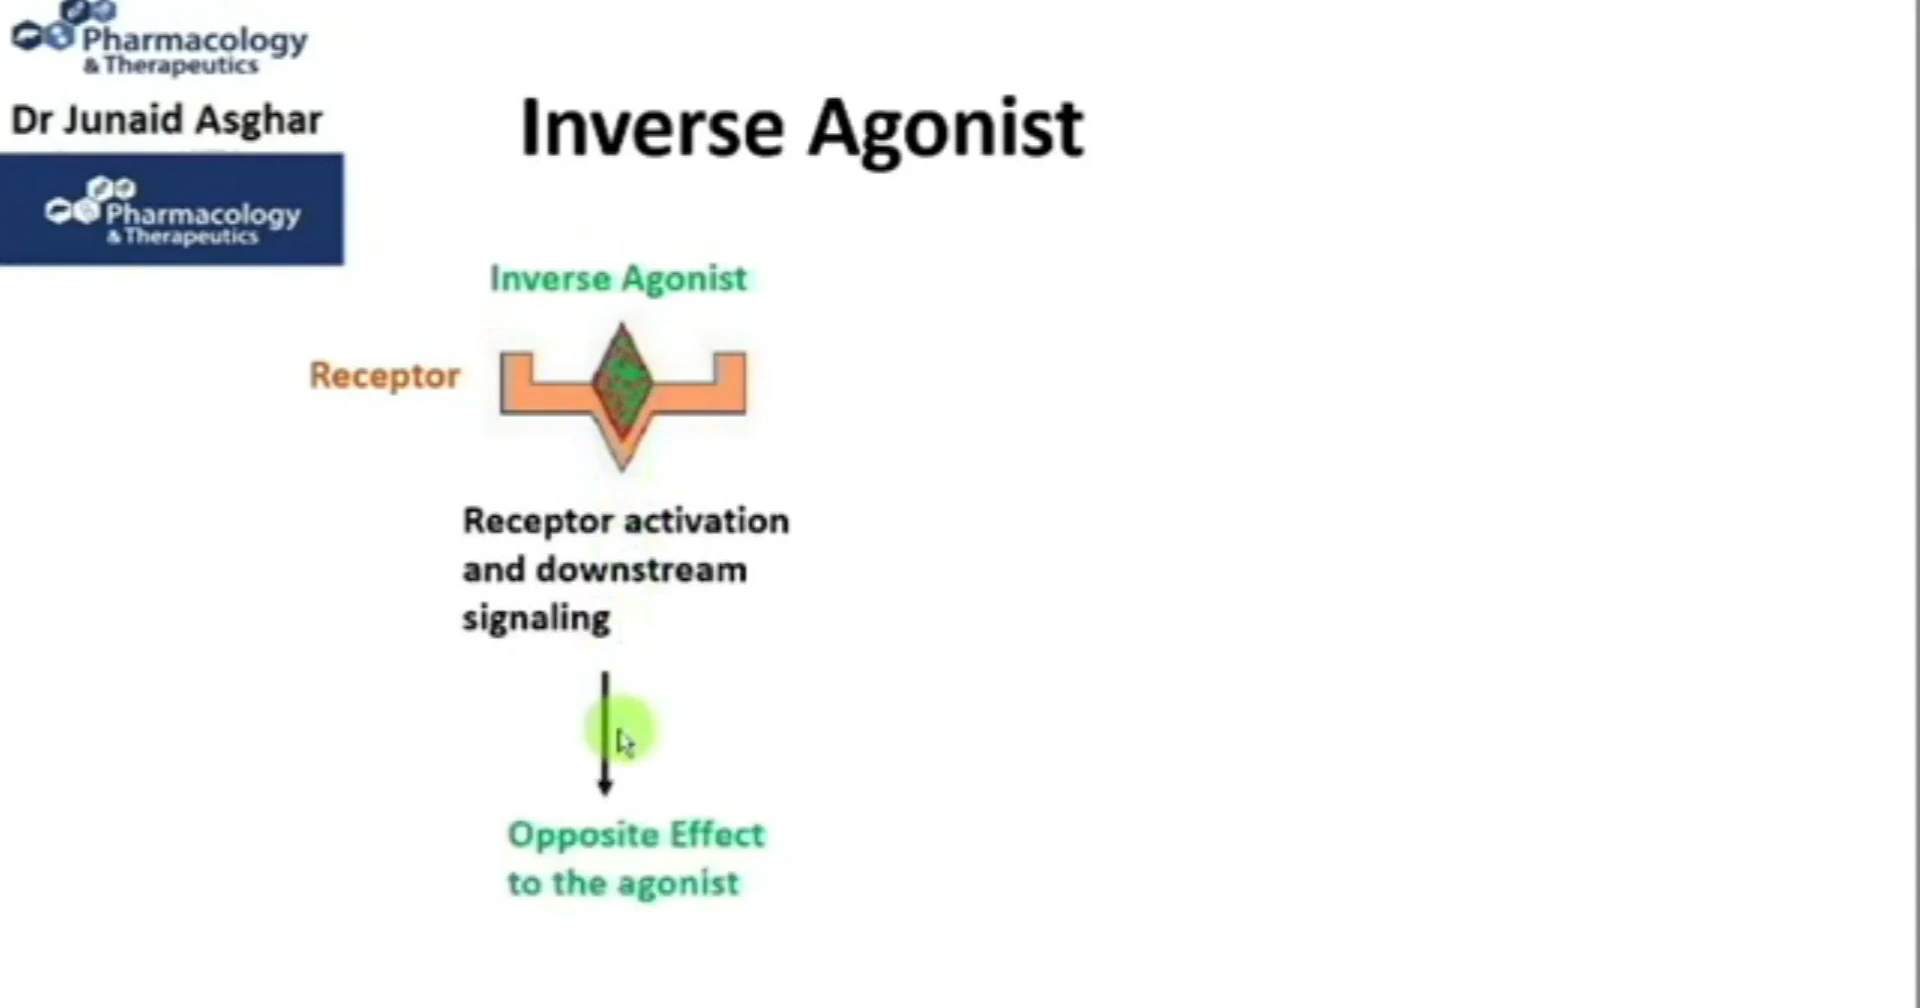 Pharmacology
& Therapeutics
Dr Junaid Asghar
Pharmacology
& Therapeutics
Inverse Agonist
Inverse Agonist
Receptor
Receptor activation
and downstream
signaling
Opposite Effect
to the agonist